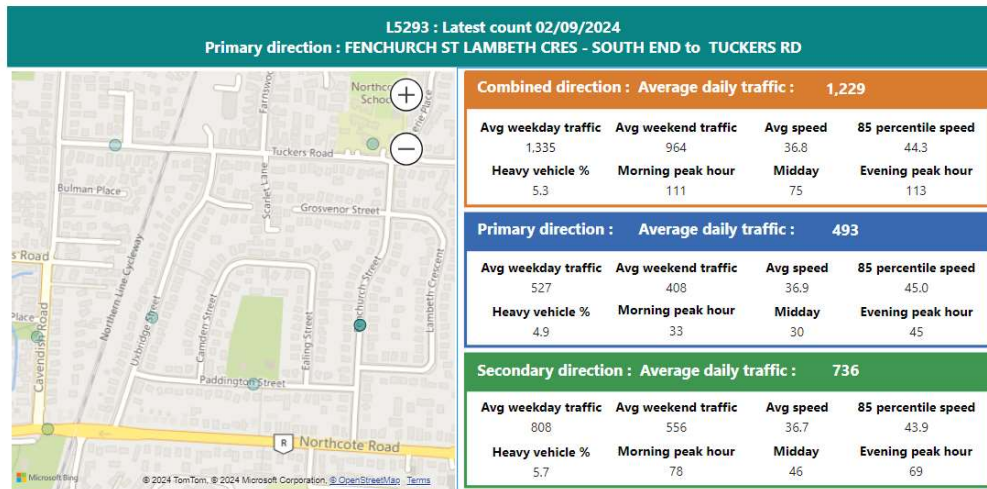 L5293 : Latest count 02/09/2024
Primary direction : FENCHURCH ST LAMBETH CRES - SOUTH END to TUCKERS RD
Northco
Schoo
erie Place
Farnswo
Tuckers Road
Bulman Place
Scarlet Lane
Grosvenor Street
s Road
Northern Line Cycleway
Place
Cavendish Road
Uxbridge Street
Camden Street
Ealing Street
nchurch Street
Lambeth Crescent
Paddington Street
R
Northcote Road
Microsoft Bing
© 2024 TomTom, © 2024 Microsoft Corporation, © OpenStreetMap Terms
Combined direction : Average daily traffic : 1,229
Avg weekday traffic Avg weekend traffic Avg speed 85 percentile speed
1,335 964 36.8 44.3
Heavy vehicle % Morning peak hour Midday Evening peak hour
5.3 111 75 113
Primary direction : Average daily traffic : 493
Avg weekday traffic Avg weekend traffic Avg speed 85 percentile speed
527 408 36.9 45.0
Heavy vehicle % Morning peak hour Midday Evening peak hour
4.9 33 30 45
Secondary direction : Average daily traffic : 736
Avg weekday traffic Avg weekend traffic Avg speed 85 percentile speed
808 556 36.7 43.9
Heavy vehicle % Morning peak hour Midday Evening peak hour
5.7 78 46 69